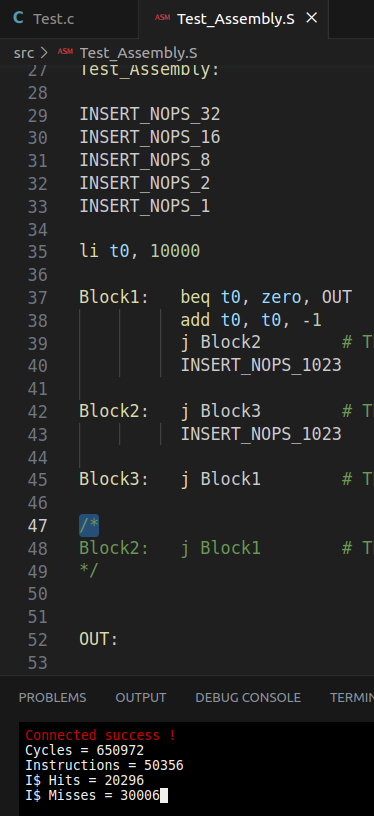 C Test.c ASM Test_Assembly.S ×
src > ASM Test_Assembly.S
27 Test_Assembly:
28
29 INSERT_NOPS_32
30 INSERT_NOPS_16
31 INSERT_NOPS_8
32 INSERT_NOPS_2
33 INSERT_NOPS_1
34
35 li t0, 10000
36
37 Block1: beq t0, zero, OUT
38 add t0, t0, -1
39 j Block2 # T
40 INSERT_NOPS_1023
41
42 Block2: j Block3 # T
43 INSERT_NOPS_1023
44
45 Block3: j Block1 # T
46
47 /*
48 Block2: j Block1 # T
49 */
50
51
52 OUT:
53
PROBLEMS OUTPUT DEBUG CONSOLE TERMIN
Connected success !
Cycles = 650972
Instructions = 50356
I$ Hits = 20296
I$ Misses = 30006